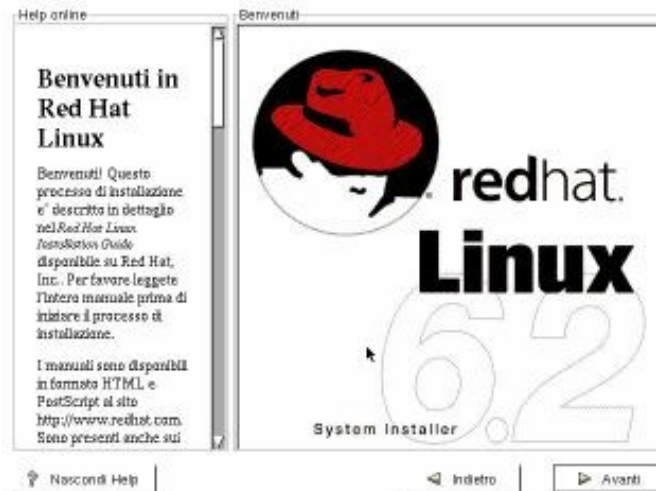 Help online
Benvenuti
Benvenuti in
Red Hat
Linux
Benvenuti! Questo
processo di installazione
e' descritto in dettaglio
nel Red Hat Linux
Installation Guide
disponibile su Red Hat,
Inc.. Per favore leggete
l'intero manuale prima di
iniziare il processo di
installazione.
I manuali sono disponibili
in formato HTML e
PostScript al sito
http://www.redhat.com.
Sono presenti anche sui
redhat.
Linux
6.2
System Installer
Nascondi Help
Indietro
Avanti